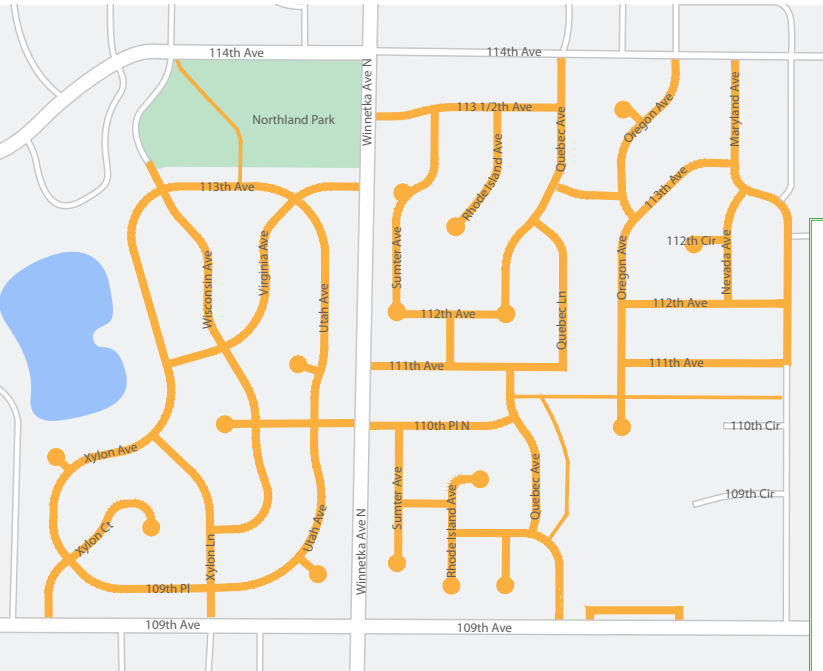 114th Ave
114th Ave
Winnetka Ave N
113 1/2th Ave
Quebec Ave
Oregon Ave
Maryland Ave
Northland Park
Rhode Island Ave
113th Ave
113th Ave
Wisconsin Ave
Virginia Ave
Utah Ave
Sumter Ave
Oregon Ave
112th Cir
Nevada Ave
112th Ave
Quebec Ln
112th Ave
111th Ave
111th Ave
110th Pl N
110th Cir
Xylon Ave
Sumter Ave
Rhode Island Ave
Quebec Ave
109th Cir
Xylon Ct
Xylon Ln
Utah Ave
Winnetka Ave N
109th Pl
109th Ave
109th Ave